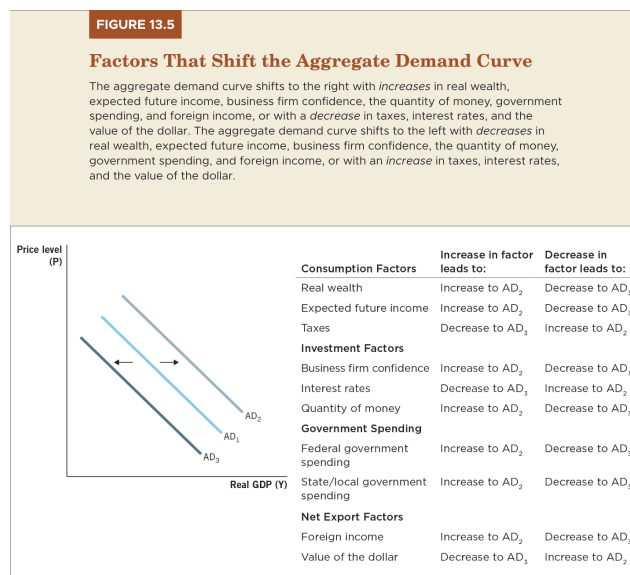 FIGURE 13.5
Factors That Shift the Aggregate Demand Curve
The aggregate demand curve shifts to the right with increases in real wealth,
expected future income, business firm confidence, the quantity of money, government
spending, and foreign income, or with a decrease in taxes, interest rates, and the
value of the dollar. The aggregate demand curve shifts to the left with decreases in
real wealth, expected future income, business firm confidence, the quantity of money,
government spending, and foreign income, or with an increase in taxes, interest rates,
and the value of the dollar.
Price level
(P)
AD₂
AD₁
AD₃
Real GDP (Y)
Increase in factor Decrease in
Consumption Factors leads to: factor leads to:
Real wealth Increase to AD₂ Decrease to AD₃
Expected future income Increase to AD₂ Decrease to AD₃
Taxes Decrease to AD₃ Increase to AD₂
Investment Factors
Business firm confidence Increase to AD₂ Decrease to AD₃
Interest rates Decrease to AD₃ Increase to AD₂
Quantity of money Increase to AD₂ Decrease to AD₃
Government Spending
Federal government Increase to AD₂ Decrease to AD₃
spending
State/local government Increase to AD₂ Decrease to AD₃
spending
Net Export Factors
Foreign income Increase to AD₂ Decrease to AD₃
Value of the dollar Decrease to AD₃ Increase to AD₂